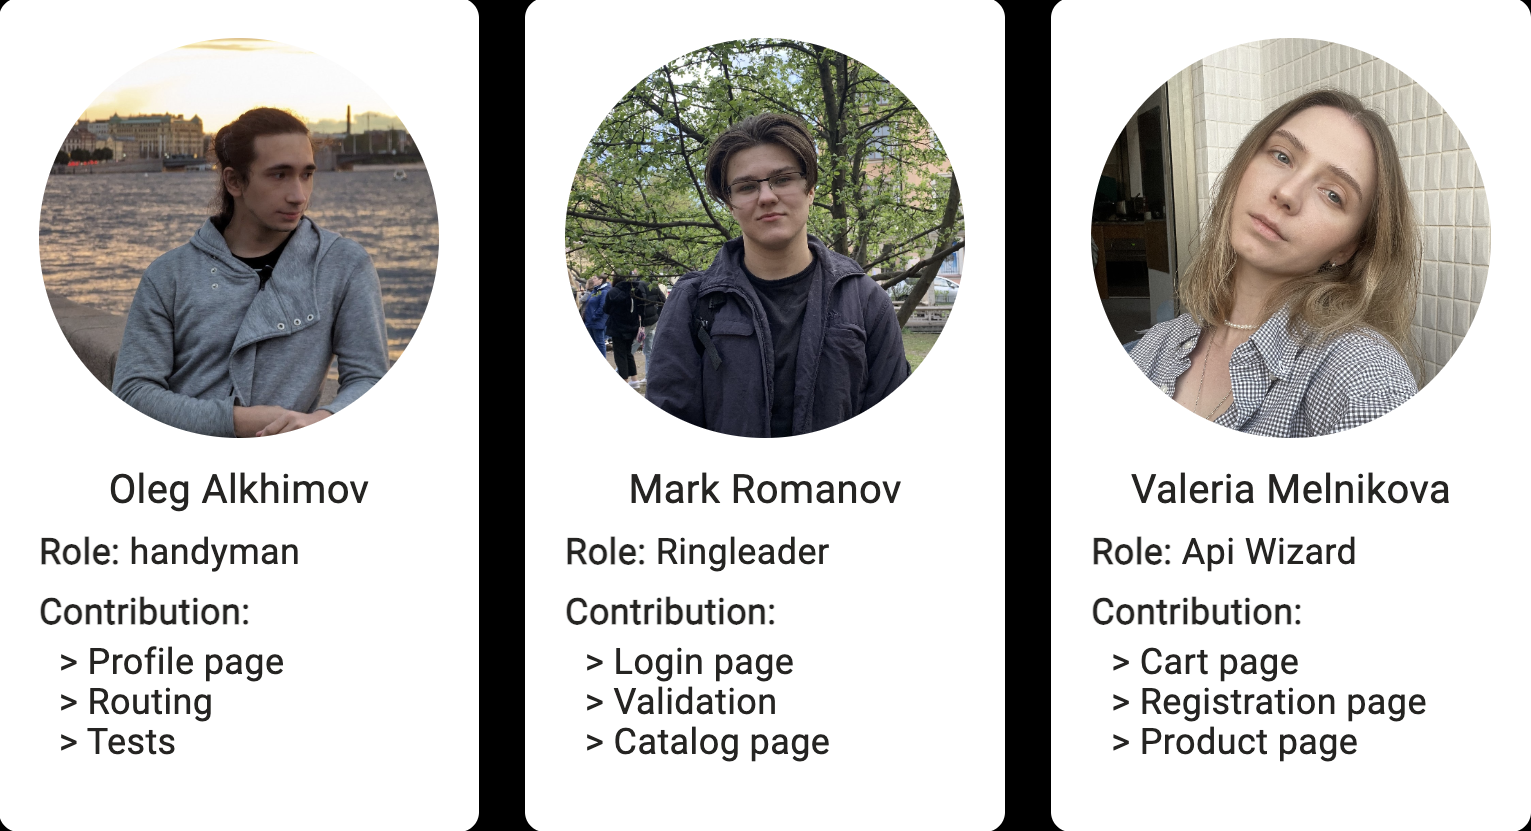 Oleg Alkhimov
Role: handyman
Contribution:
> Profile page
> Routing
> Tests
Mark Romanov
Role: Ringleader
Contribution:
> Login page
> Validation
> Catalog page
Valeria Melnikova
Role: Api Wizard
Contribution:
> Cart page
> Registration page
> Product page